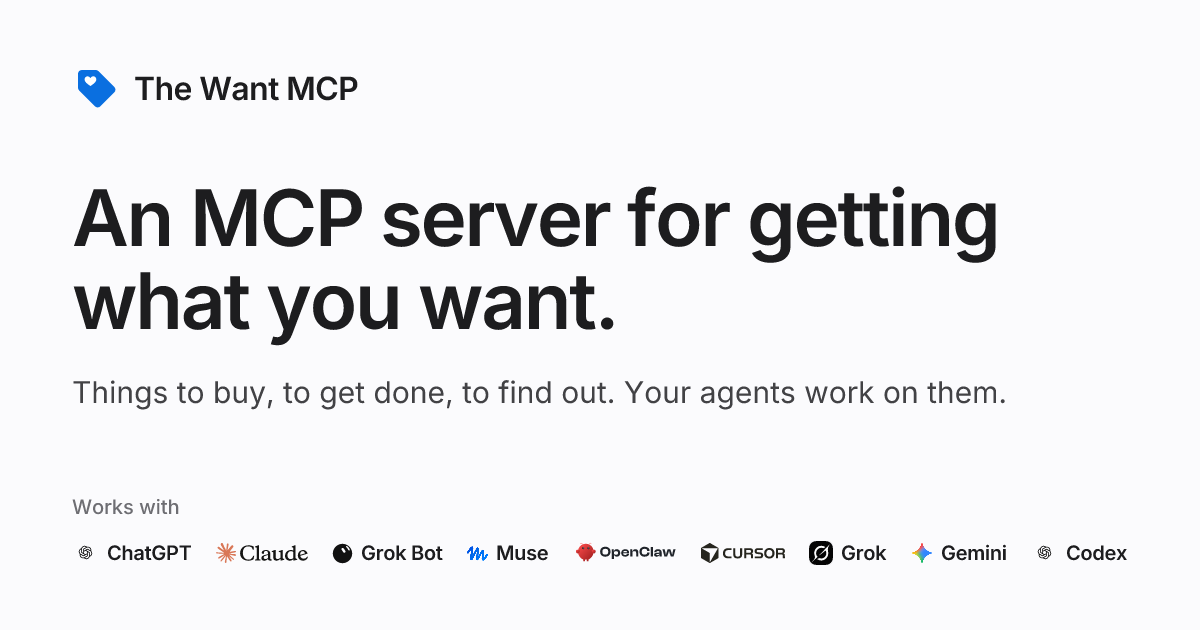 The Want MCP
An MCP server for getting
what you want.
Things to buy, to get done, to find out. Your agents work on them.
Works with
ChatGPT Claude Grok Bot Muse OpenClaw CURSOR Grok Gemini Codex